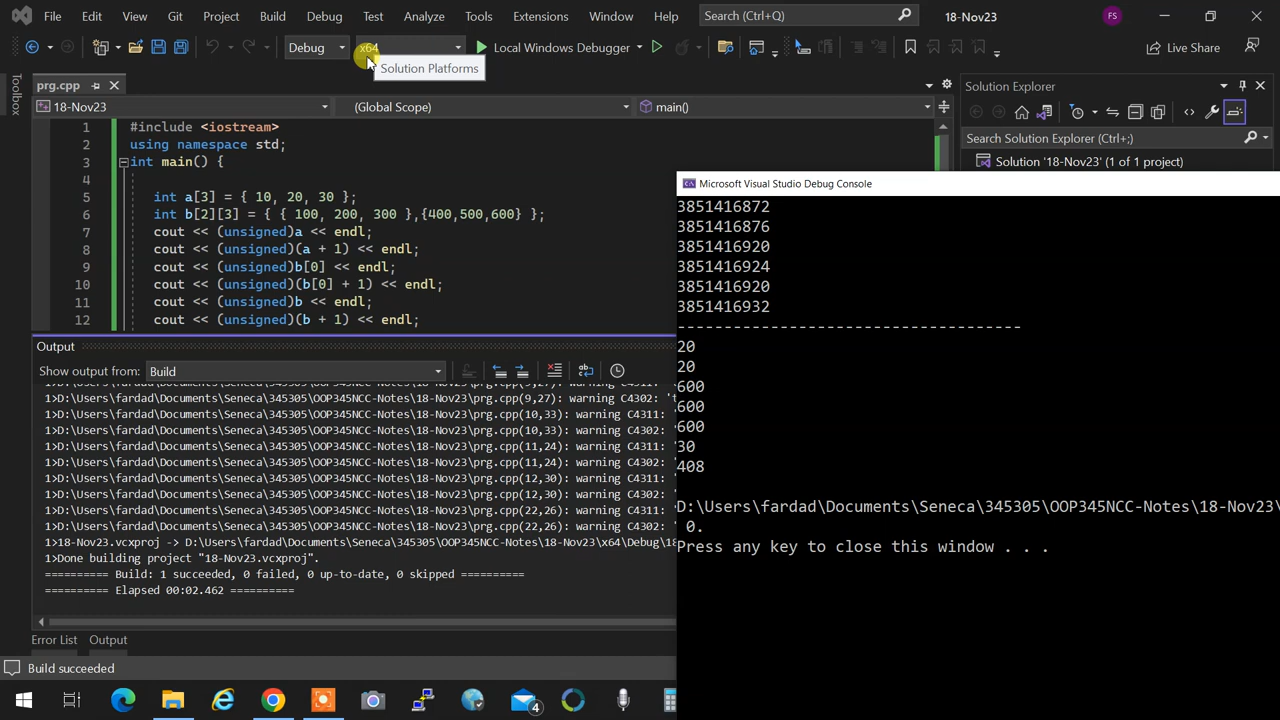 File Edit View Git Project Build Debug Test Analyze Tools Extensions Window Help Search (Ctrl+Q) 18-Nov23 FS
Debug x64 Local Windows Debugger Live Share
Solution Platforms
Toolbox
prg.cpp
18-Nov23 (Global Scope) main()
1 #include <iostream>
2 using namespace std;
3 int main() {
4
5 int a[3] = { 10, 20, 30 };
6 int b[2][3] = { { 100, 200, 300 },{400,500,600} };
7 cout << (unsigned)a << endl;
8 cout << (unsigned)(a + 1) << endl;
9 cout << (unsigned)b[0] << endl;
10 cout << (unsigned)(b[0] + 1) << endl;
11 cout << (unsigned)b << endl;
12 cout << (unsigned)(b + 1) << endl;
Solution Explorer
Search Solution Explorer (Ctrl+;)
Solution '18-Nov23' (1 of 1 project)
Output
Show output from: Build
1>D:\Users\fardad\Documents\Seneca\345305\OOP345NCC-Notes\18-Nov23\prg.cpp(9,27): warning C4302: 't
1>D:\Users\fardad\Documents\Seneca\345305\OOP345NCC-Notes\18-Nov23\prg.cpp(10,33): warning C4311: '
1>D:\Users\fardad\Documents\Seneca\345305\OOP345NCC-Notes\18-Nov23\prg.cpp(10,33): warning C4302: '
1>D:\Users\fardad\Documents\Seneca\345305\OOP345NCC-Notes\18-Nov23\prg.cpp(11,24): warning C4311: '
1>D:\Users\fardad\Documents\Seneca\345305\OOP345NCC-Notes\18-Nov23\prg.cpp(11,24): warning C4302: '
1>D:\Users\fardad\Documents\Seneca\345305\OOP345NCC-Notes\18-Nov23\prg.cpp(12,30): warning C4311: '
1>D:\Users\fardad\Documents\Seneca\345305\OOP345NCC-Notes\18-Nov23\prg.cpp(12,30): warning C4302: '
1>D:\Users\fardad\Documents\Seneca\345305\OOP345NCC-Notes\18-Nov23\prg.cpp(22,26): warning C4311: '
1>D:\Users\fardad\Documents\Seneca\345305\OOP345NCC-Notes\18-Nov23\prg.cpp(22,26): warning C4302: '
1>18-Nov23.vcxproj -> D:\Users\fardad\Documents\Seneca\345305\OOP345NCC-Notes\18-Nov23\x64\Debug\18
1>Done building project "18-Nov23.vcxproj".
========== Build: 1 succeeded, 0 failed, 0 up-to-date, 0 skipped ==========
========== Elapsed 00:02.462 ==========
Error List Output
Build succeeded
Microsoft Visual Studio Debug Console
3851416872
3851416876
3851416920
3851416924
3851416920
3851416932
-------------------------------------
20
20
600
600
600
30
408
D:\Users\fardad\Documents\Seneca\345305\OOP345NCC-Notes\18-Nov23\
0.
Press any key to close this window . . .
4